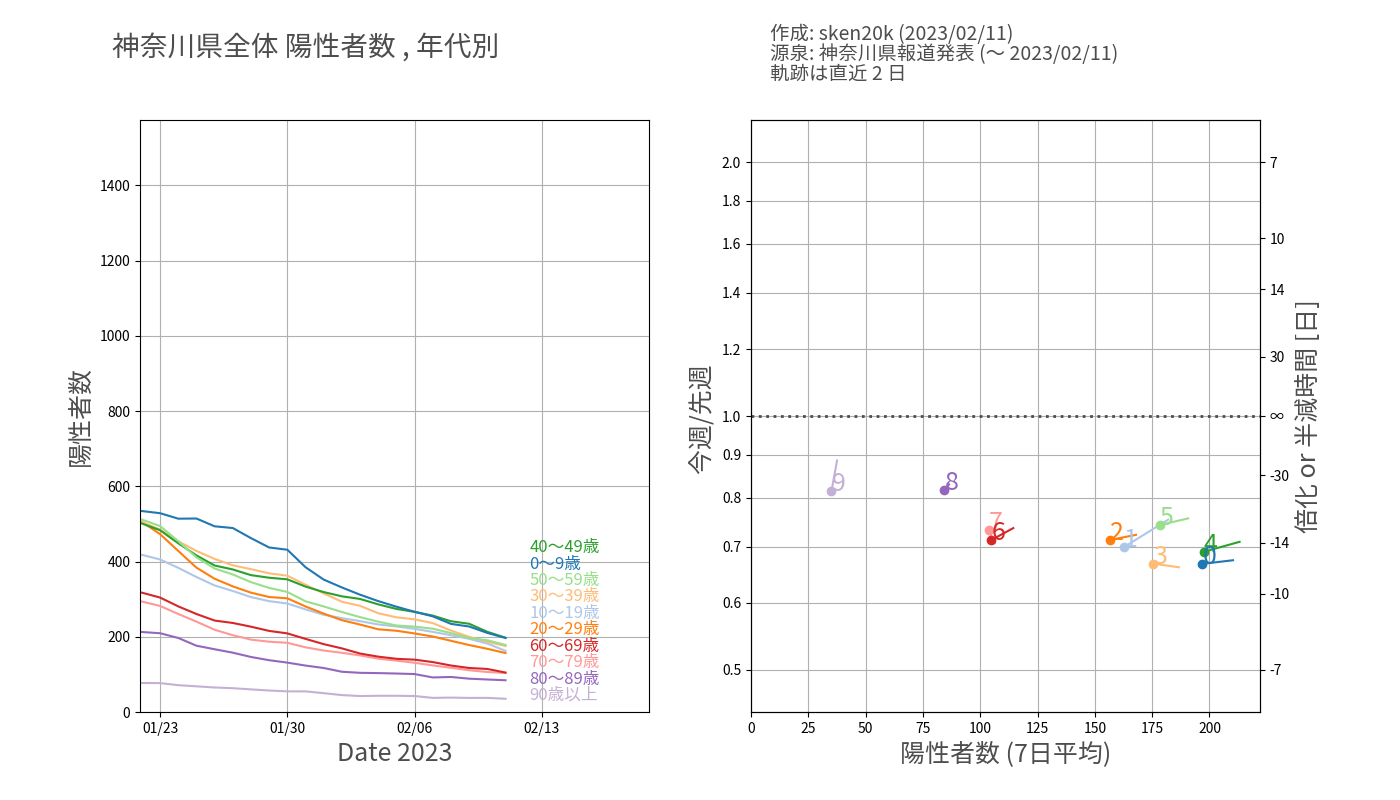 神奈川県全体 陽性者数 , 年代別
作成: sken20k (2023/02/11)
源泉: 神奈川県報道発表 (〜 2023/02/11)
軌跡は直近 2 日
陽性者数
1400
1200
1000
800
600
400
200
0
01/23
01/30
02/06
02/13
Date 2023
40〜49歳
0〜9歳
50〜59歳
30〜39歳
10〜19歳
20〜29歳
60〜69歳
70〜79歳
80〜89歳
90歳以上
今週/先週
2.0
1.8
1.6
1.4
1.2
1.0
0.9
0.8
0.7
0.6
0.5
9
8
7
6
2
1
5
3
4
0
0
25
50
75
100
125
150
175
200
陽性者数 (7日平均)
7
10
14
30
∞
-30
-14
-10
-7
倍化 or 半減時間 [日]